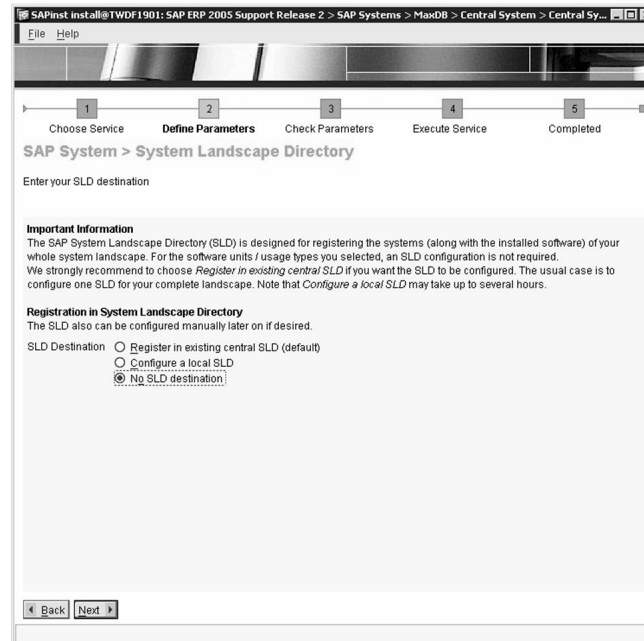 SAPinst install@TWDF1901: SAP ERP 2005 Support Release 2 > SAP Systems > MaxDB > Central System > Central Sy...
File Help
1 2 3 4 5
Choose Service Define Parameters Check Parameters Execute Service Completed
SAP System > System Landscape Directory
Enter your SLD destination
Important Information
The SAP System Landscape Directory (SLD) is designed for registering the systems (along with the installed software) of your
whole system landscape. For the software units / usage types you selected, an SLD configuration is not required.
We strongly recommend to choose Register in existing central SLD if you want the SLD to be configured. The usual case is to
configure one SLD for your complete landscape. Note that Configure a local SLD may take up to several hours.
Registration in System Landscape Directory
The SLD also can be configured manually later on if desired.
SLD Destination Register in existing central SLD (default)
Configure a local SLD
No SLD destination
Back Next